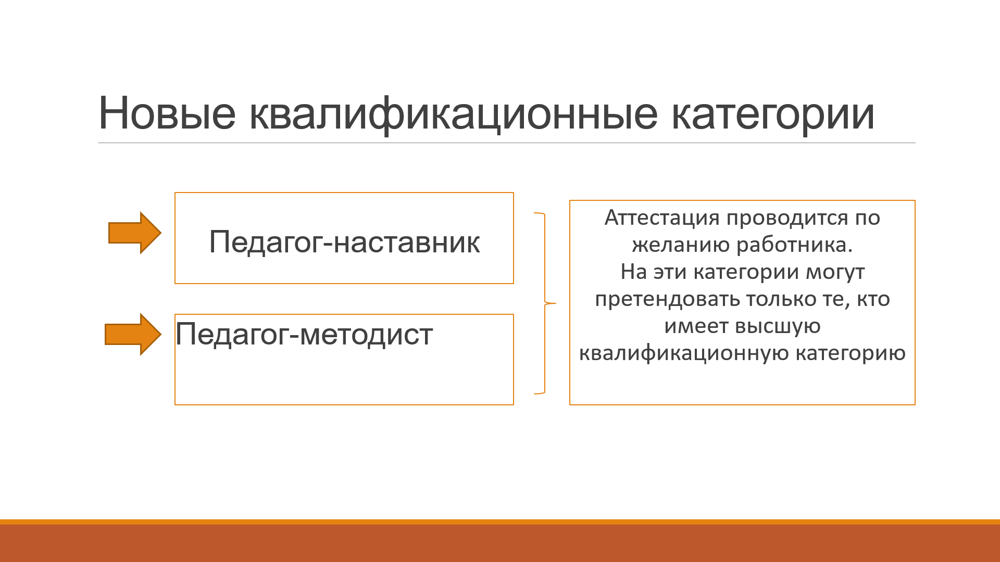 Новые квалификационные категории
Педагог-наставник
Педагог-методист
Аттестация проводится по
желанию работника.
На эти категории могут
претендовать только те, кто
имеет высшую
квалификационную категорию